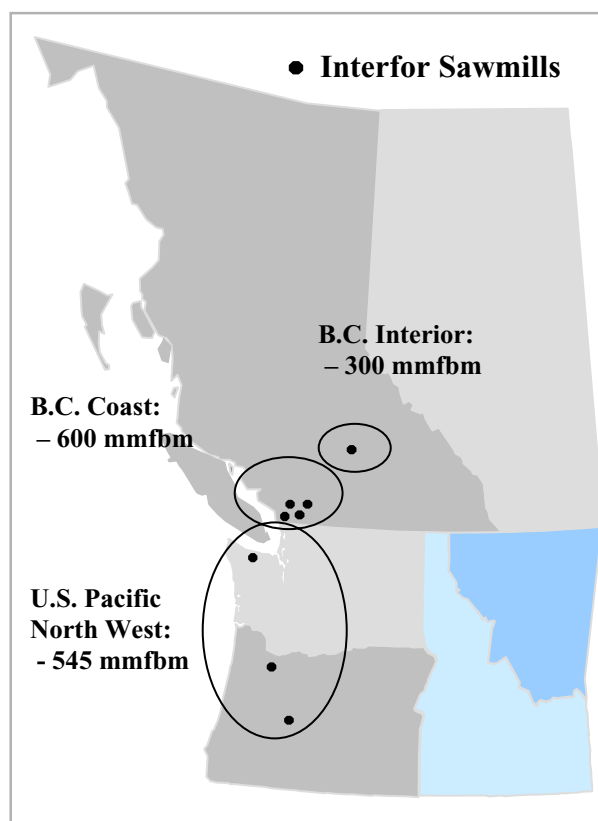 Interfor Sawmills
B.C. Interior:
– 300 mmfbm
B.C. Coast:
– 600 mmfbm
U.S. Pacific
North West:
- 545 mmfbm